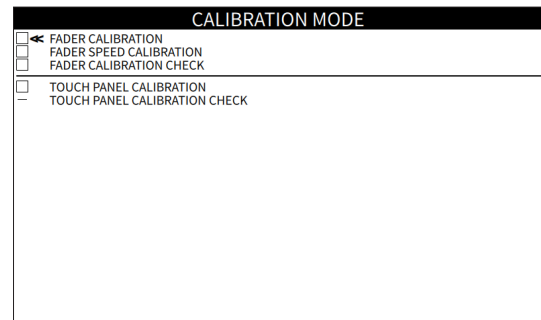 CALIBRATION MODE
≪ FADER CALIBRATION
FADER SPEED CALIBRATION
FADER CALIBRATION CHECK
TOUCH PANEL CALIBRATION
— TOUCH PANEL CALIBRATION CHECK